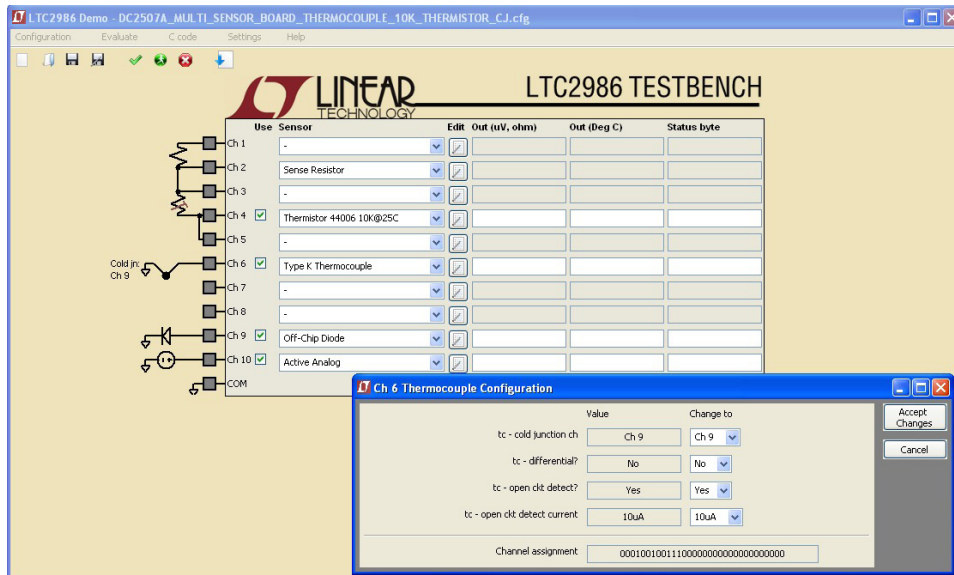 LTC2986 Demo - DC2507A_MULTI_SENSOR_BOARD_THERMOCOUPLE_10K_THERMISTOR_CJ.cfg
Configuration Evaluate C code Settings Help
LINEAR TECHNOLOGY
LTC2986 TESTBENCH
Use Sensor Edit Out (uV, ohm) Out (Deg C) Status byte
Ch 1 -
Ch 2 Sense Resistor
Ch 3 -
Ch 4 Thermistor 44006 10K@25C
Ch 5 -
Cold jn: Ch 9
Ch 6 Type K Thermocouple
Ch 7 -
Ch 8 -
Ch 9 Off-Chip Diode
Ch 10 Active Analog
COM
Ch 6 Thermocouple Configuration
Value Change to
tc - cold junction ch Ch 9 Ch 9
tc - differential? No No
tc - open ckt detect? Yes Yes
tc - open ckt detect current 10uA 10uA
Channel assignment
Accept Changes
Cancel